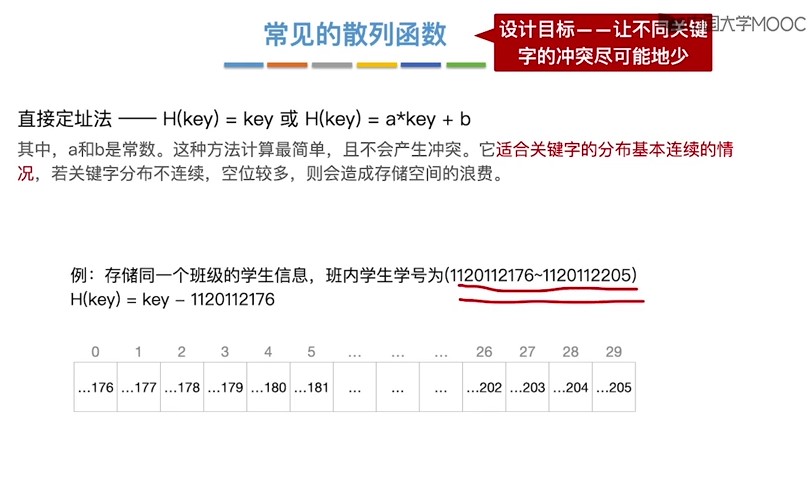 常见的散列函数
设计目标——让不同关键
字的冲突尽可能地少
国大学MOOC
直接定址法 —— H(key) = key 或 H(key) = a*key + b
其中，a和b是常数。这种方法计算最简单，且不会产生冲突。它适合关键字的分布基本连续的情
况，若关键字分布不连续，空位较多，则会造成存储空间的浪费。
例：存储同一个班级的学生信息，班内学生学号为(1120112176~1120112205)
H(key) = key – 1120112176
0 1 2 3 4 5 ... ... ... 26 27 28 29
...176 ...177 ...178 ...179 ...180 ...181 ... ... ... ...202 ...203 ...204 ...205